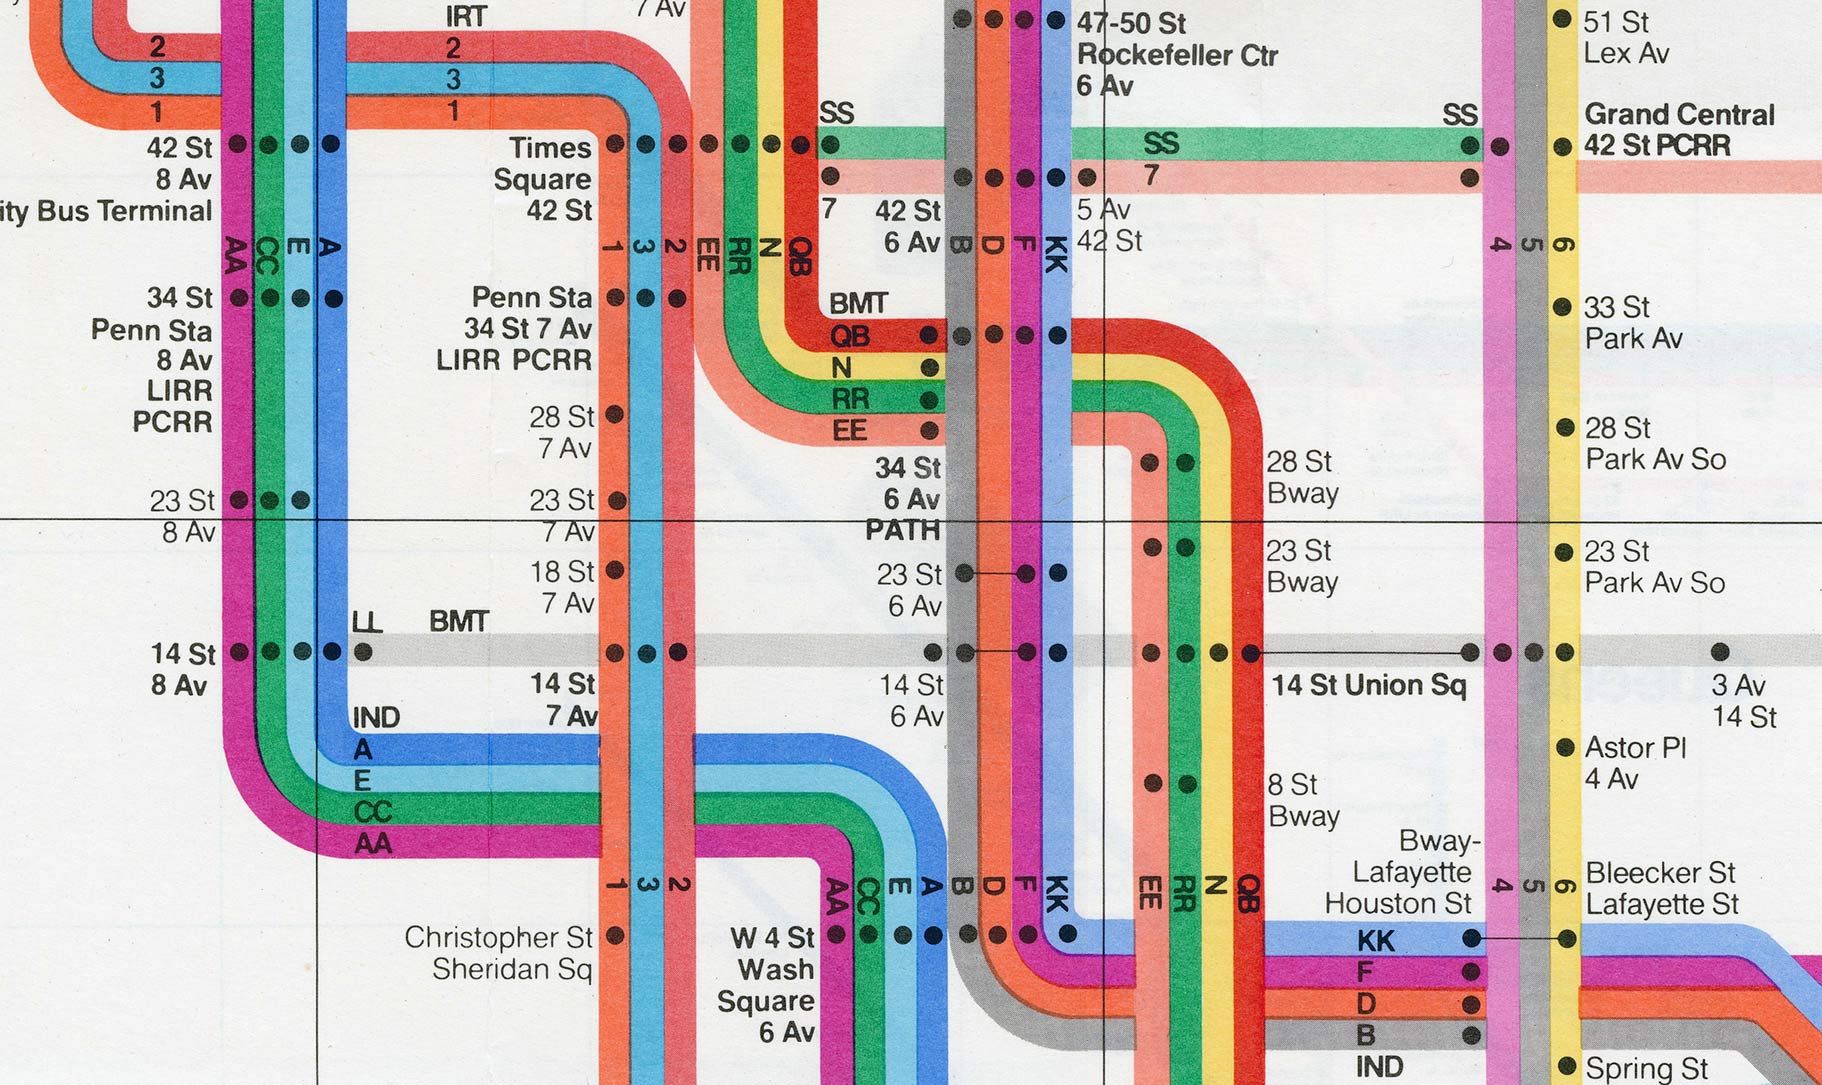 IRT
7 Av
2
3
1
2
3
1
47-50 St
Rockefeller Ctr
6 Av
51 St
Lex Av
42 St
8 Av
ity Bus Terminal
Times
Square
42 St
SS
SS
7
SS
Grand Central
42 St PCRR
7
42 St
6 Av
5 Av
42 St
AA
CC
E
A
1
3
2
EE
RR
N
QB
B
D
F
KK
4
5
6
34 St
Penn Sta
8 Av
LIRR
PCRR
Penn Sta
34 St 7 Av
LIRR PCRR
BMT
QB
N
RR
EE
33 St
Park Av
28 St
7 Av
34 St
6 Av
PATH
28 St
Bway
28 St
Park Av So
23 St
8 Av
23 St
7 Av
18 St
7 Av
23 St
6 Av
23 St
Bway
23 St
Park Av So
LL
BMT
14 St
8 Av
14 St
7 Av
14 St
6 Av
14 St Union Sq
3 Av
14 St
IND
A
E
CC
AA
8 St
Bway
Astor Pl
4 Av
Bway-
Lafayette
Houston St
Bleecker St
Lafayette St
1
3
2
AA
CC
E
A
B
D
F
KK
EE
RR
N
QB
4
5
6
Christopher St
Sheridan Sq
W 4 St
Wash
Square
6 Av
KK
F
D
B
IND
Spring St